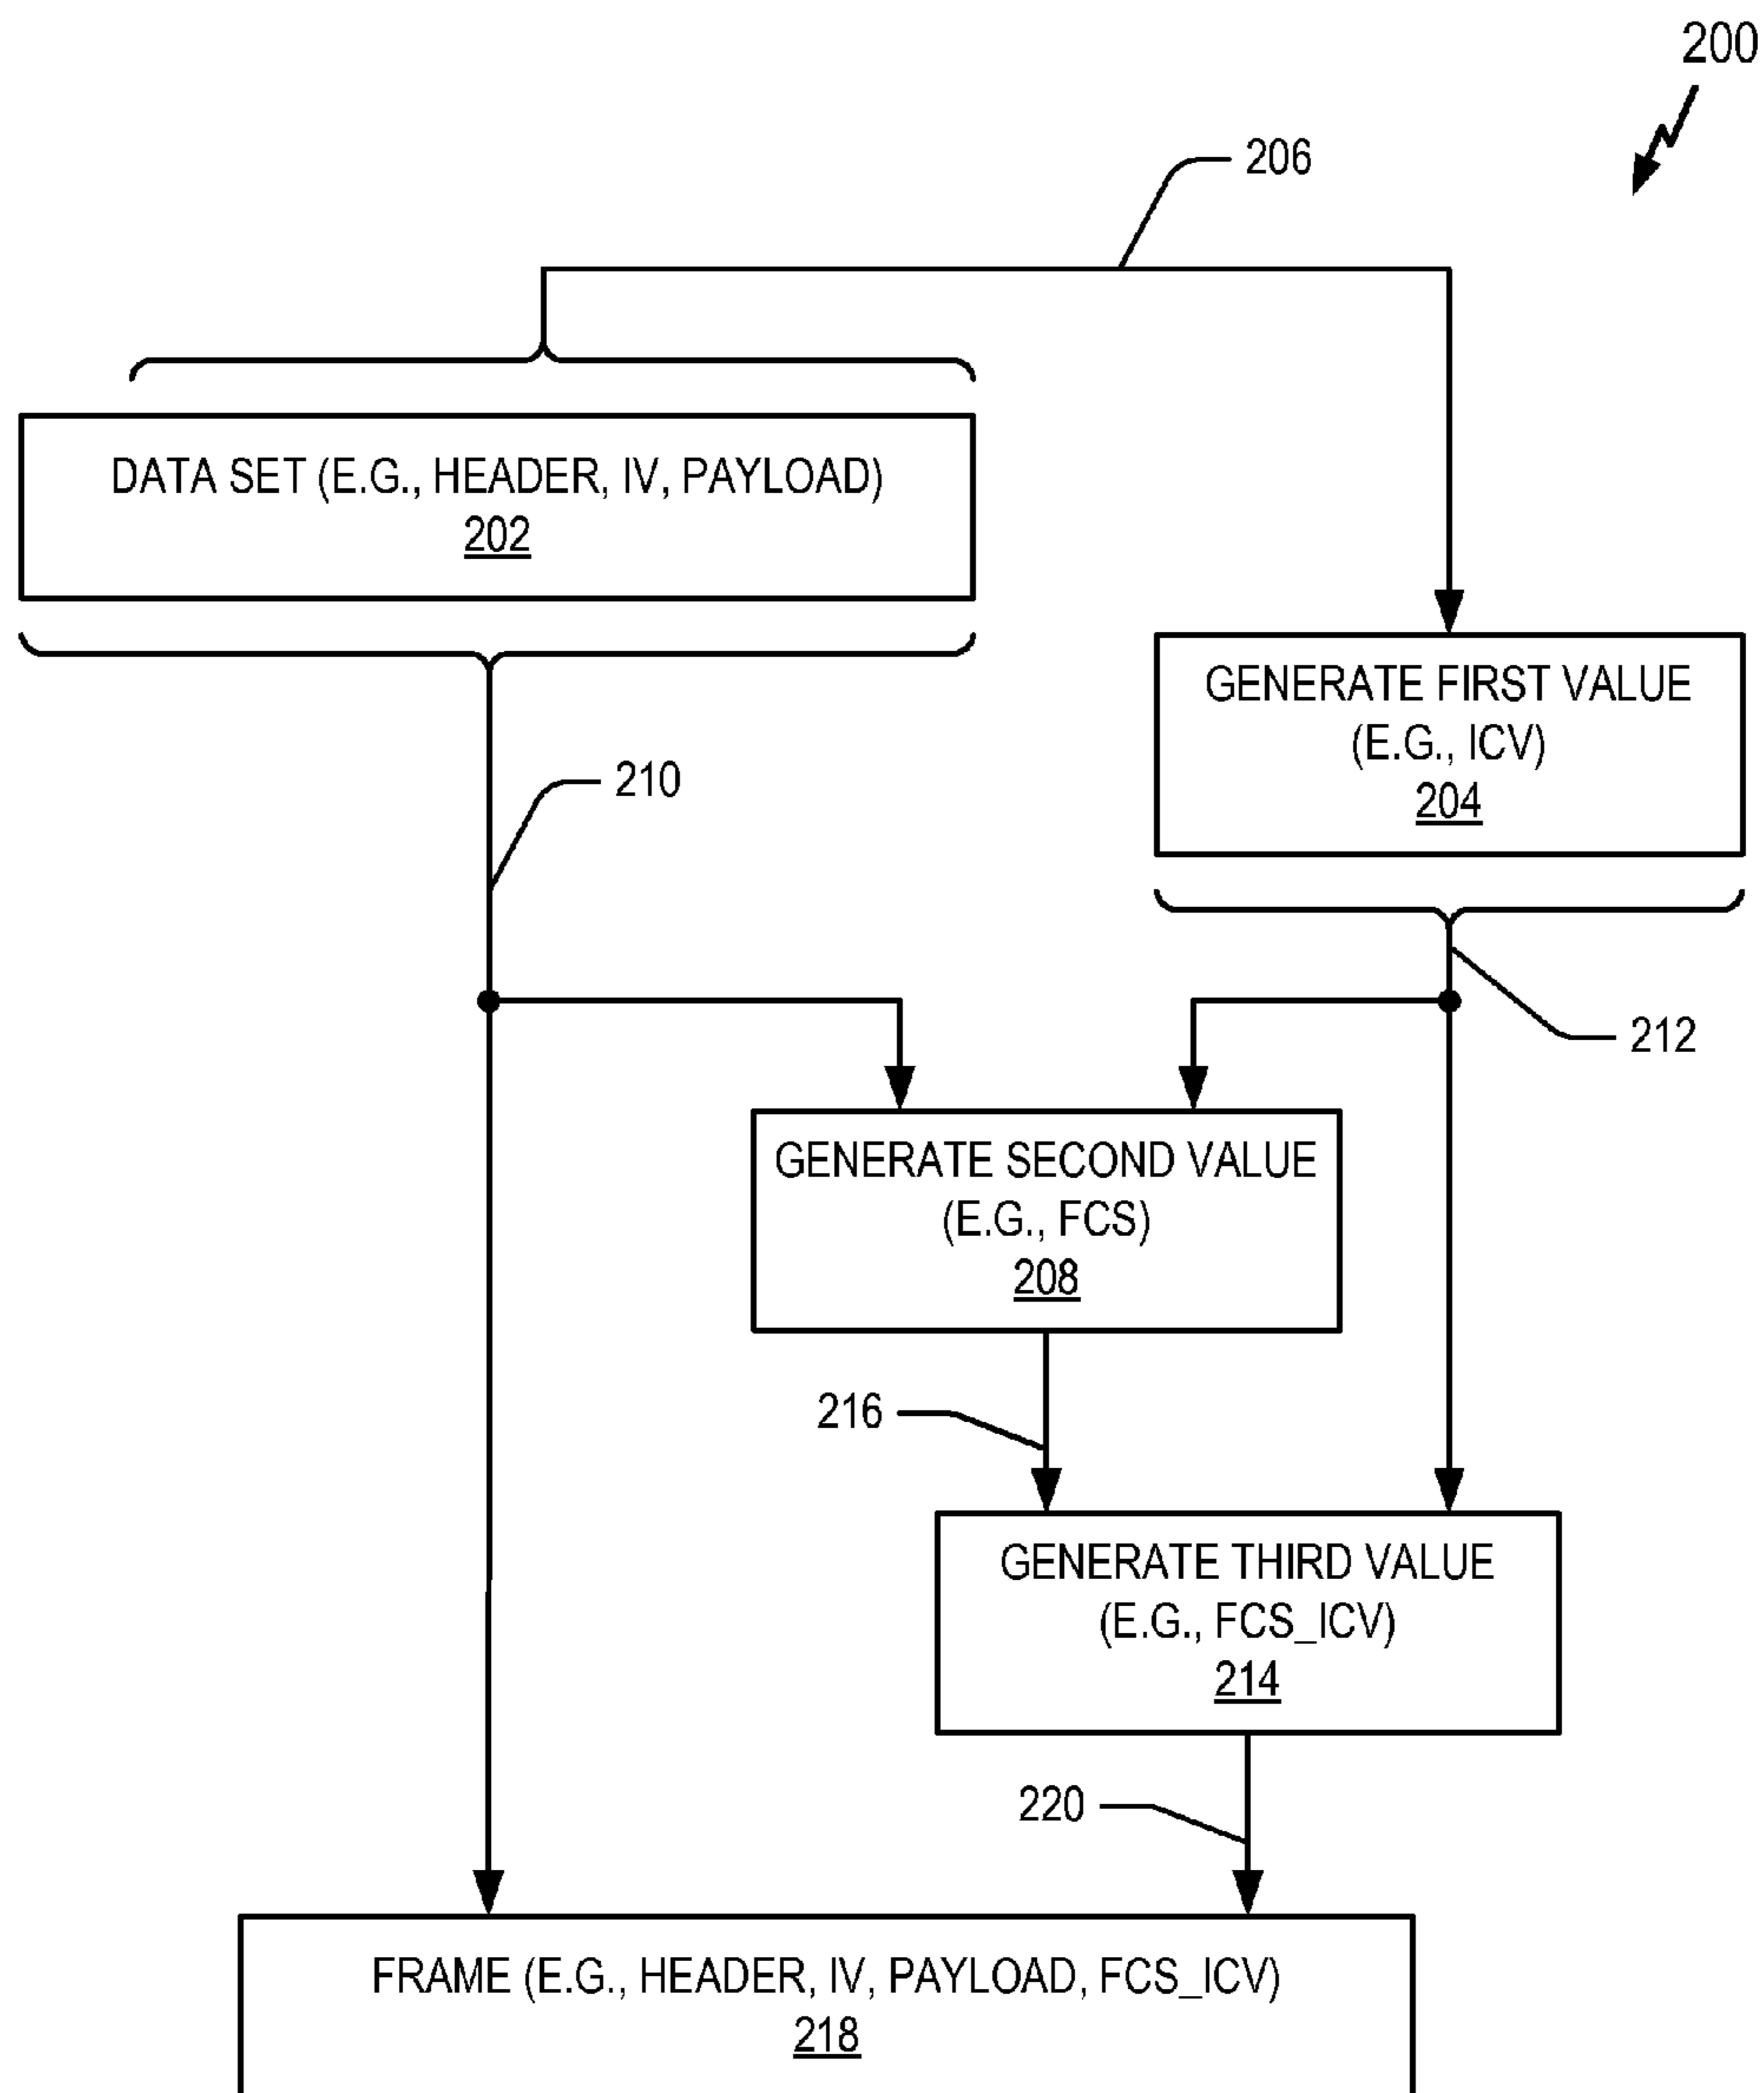 200
206
DATA SET (E.G., HEADER, IV, PAYLOAD)
202
GENERATE FIRST VALUE
(E.G., ICV)
204
210
212
GENERATE SECOND VALUE
(E.G., FCS)
208
216
GENERATE THIRD VALUE
(E.G., FCS_ICV)
214
220
FRAME (E.G., HEADER, IV, PAYLOAD, FCS_ICV)
218